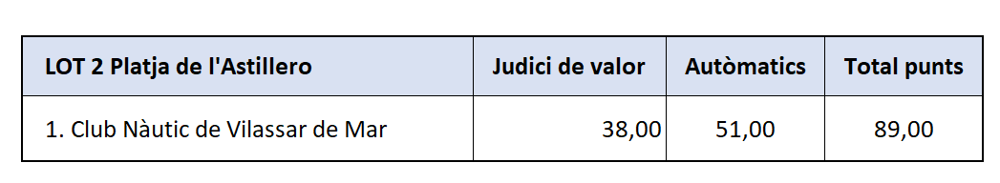 LOT 2 Platja de l'Astillero Judici de valor Autòmatics Total punts
1. Club Nàutic de Vilassar de Mar 38,00 51,00 89,00